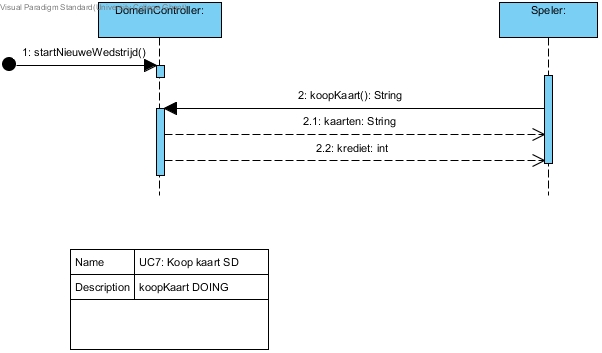 Visual Paradigm Standard(
DomeinController:
Speler:
1: startNieuweWedstrijd()
2: koopKaart(): String
2.1: kaarten: String
2.2: krediet: int
Name UC7: Koop kaart SD
Description koopKaart DOING